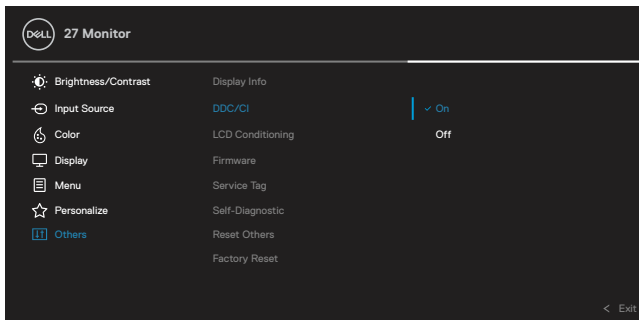 DELL 27 Monitor
Brightness/Contrast Display Info
Input Source DDC/CI ✓ On
Color LCD Conditioning Off
Display Firmware
Menu Service Tag
Personalize Self-Diagnostic
Others Reset Others
Factory Reset
< Exit